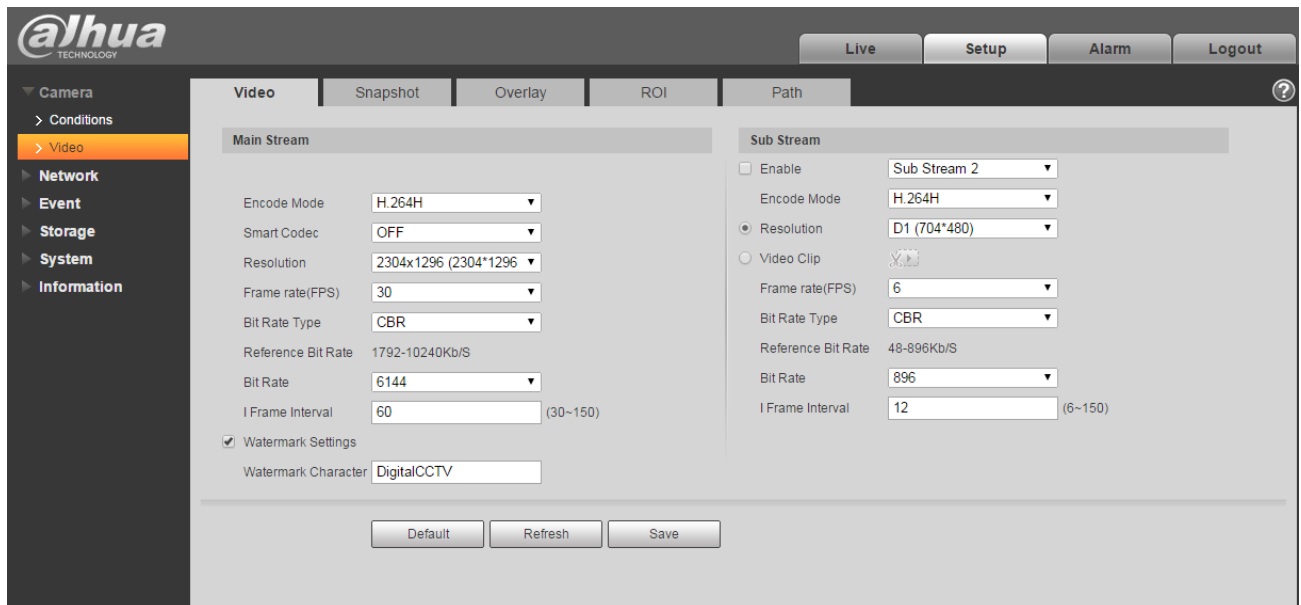 alhua
TECHNOLOGY
Live
Setup
Alarm
Logout
Camera
Conditions
Video
Network
Event
Storage
System
Information
Video
Snapshot
Overlay
ROI
Path
?
Main Stream
Encode Mode H.264H
Smart Codec OFF
Resolution 2304x1296 (2304*1296
Frame rate(FPS) 30
Bit Rate Type CBR
Reference Bit Rate 1792-10240Kb/S
Bit Rate 6144
I Frame Interval 60 (30~150)
Watermark Settings
Watermark Character DigitalCCTV
Sub Stream
Enable Sub Stream 2
Encode Mode H.264H
Resolution D1 (704*480)
Video Clip
Frame rate(FPS) 6
Bit Rate Type CBR
Reference Bit Rate 48-896Kb/S
Bit Rate 896
I Frame Interval 12 (6~150)
Default
Refresh
Save